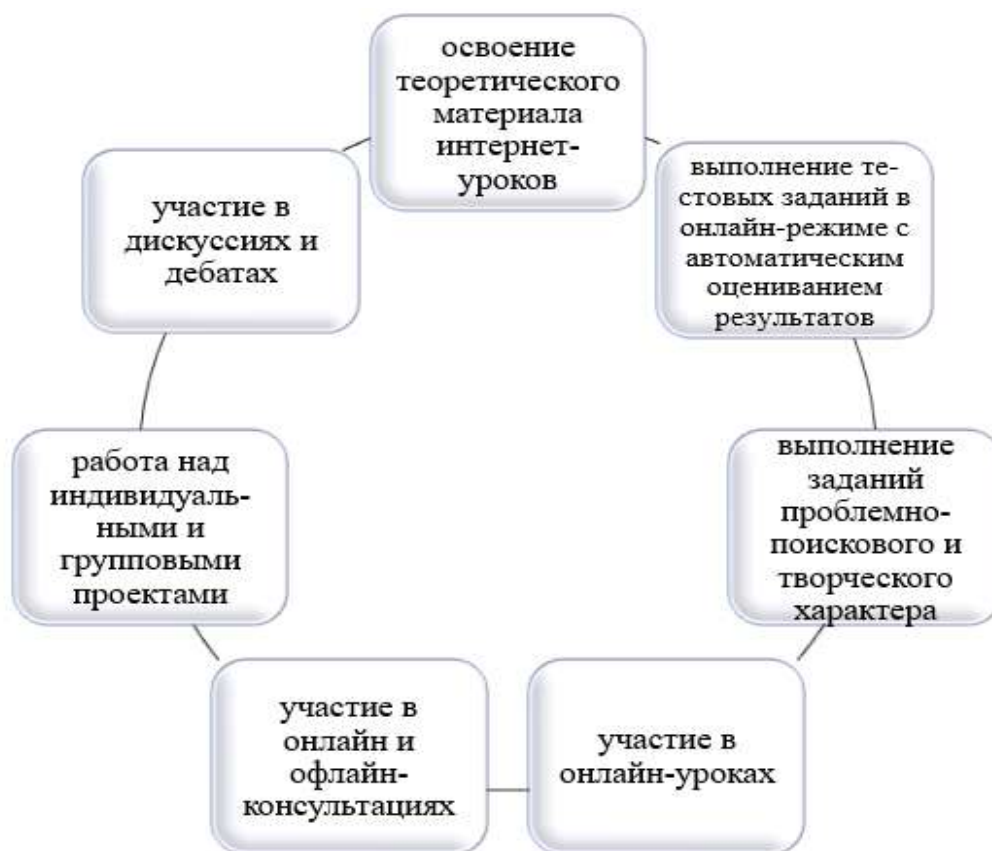 освоение
теоретического
материала
интернет-
уроков
выполнение те-
стовых заданий в
онлайн-режиме с
автоматическим
оцениванием
результатов
выполнение
заданий
проблемно-
поискового и
творческого
характера
участие в
онлайн-уроках
участие в
онлайн и
офлайн-
консультациях
работа над
индивидуаль-
ными и
групповыми
проектами
участие в
дискуссиях и
дебатах